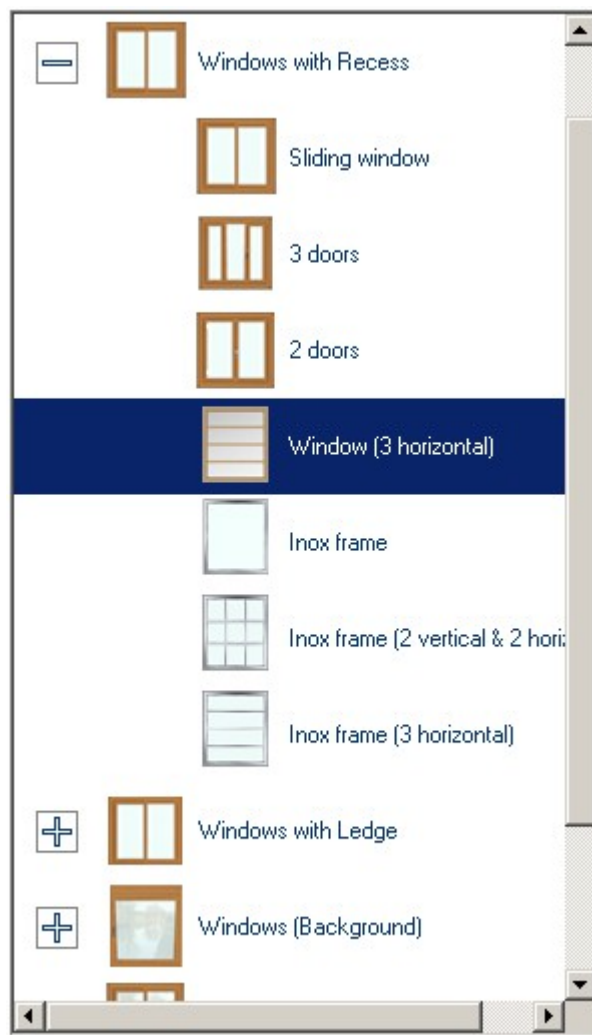 Windows with Recess
Sliding window
3 doors
2 doors
Window (3 horizontal)
Inox frame
Inox frame (2 vertical & 2 hori
Inox frame (3 horizontal)
Windows with Ledge
Windows (Background)